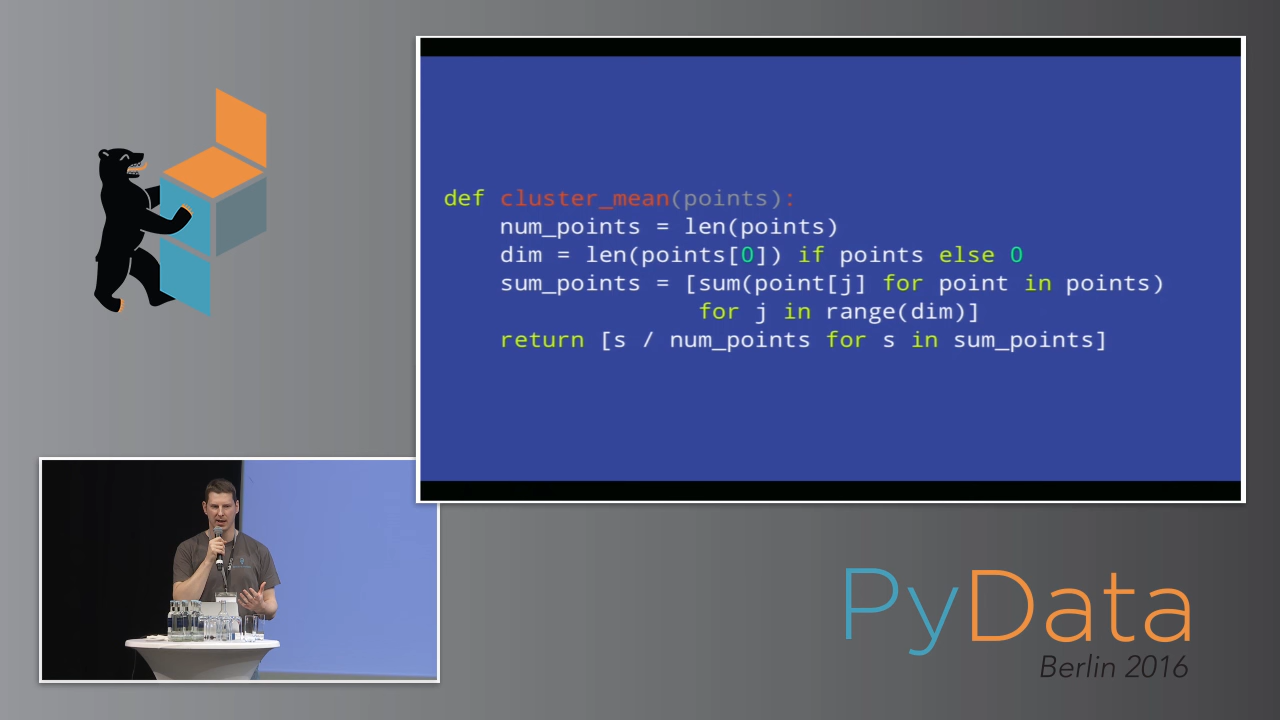 def cluster_mean(points):
    num_points = len(points)
    dim = len(points[0]) if points else 0
    sum_points = [sum(point[j] for point in points)
                  for j in range(dim)]
    return [s / num_points for s in sum_points]
PyData
Berlin 2016